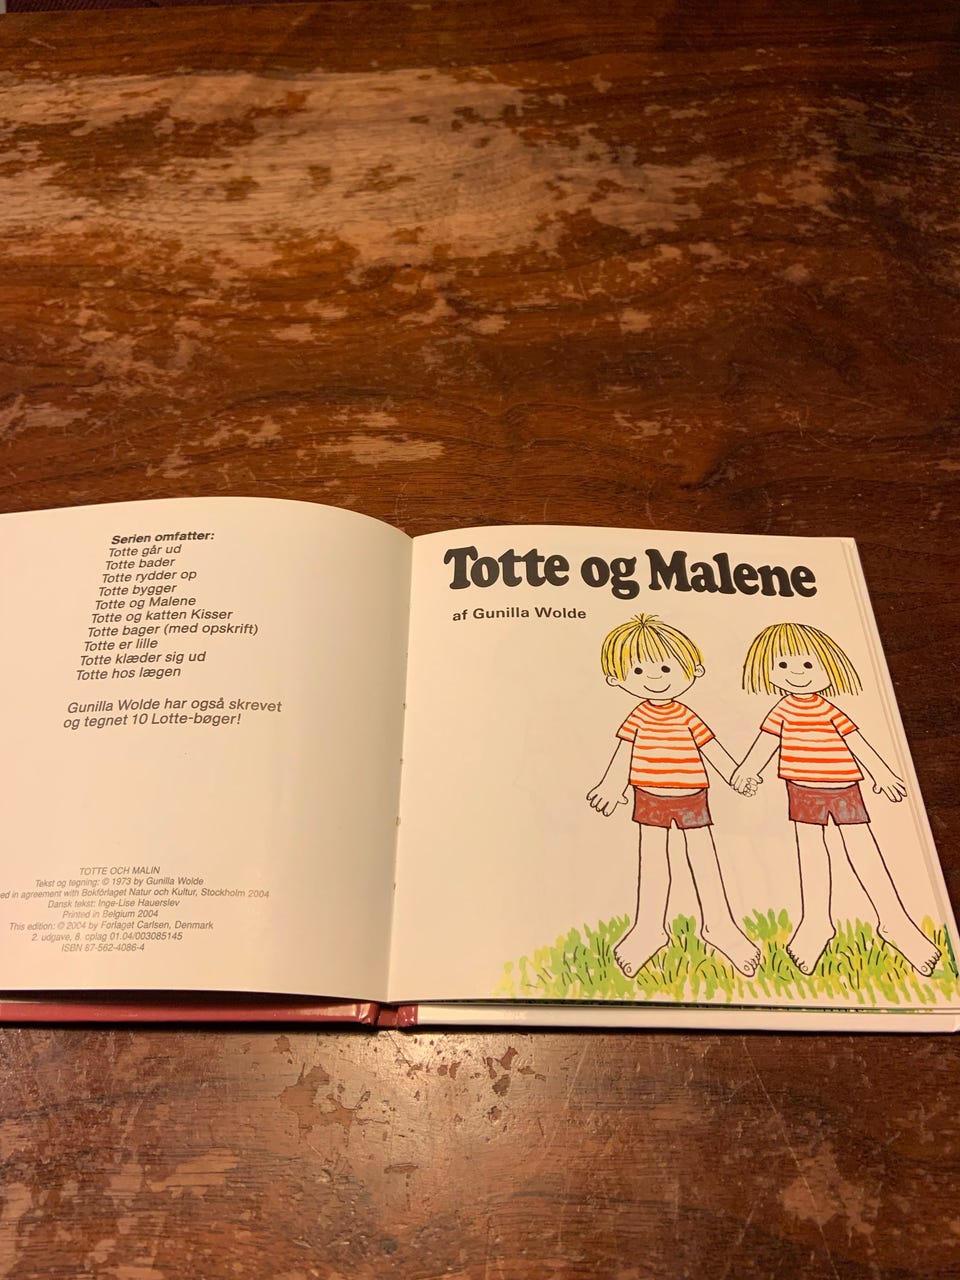 Serien omfatter:
Totte går ud
Totte bader
Totte rydder op
Totte bygger
Totte og Malene
Totte og katten Kisser
Totte bager (med opskrift)
Totte er lille
Totte klæder sig ud
Totte hos lægen
Gunilla Wolde har også skrevet
og tegnet 10 Lotte-bøger!
TOTTE OCH MALIN
Tekst og tegning: © 1973 by Gunilla Wolde
in agreement with Bokförlaget Natur och Kultur, Stockholm 2004
Dansk tekst: Inge-Lise Hauerslev
Printed in Belgium 2004
This edition: © 2004 by Forlaget Carlsen, Denmark
2. udgave, 8. oplag 01.04/003085145
ISBN 87-562-4086-4
Totte og Malene
af Gunilla Wolde